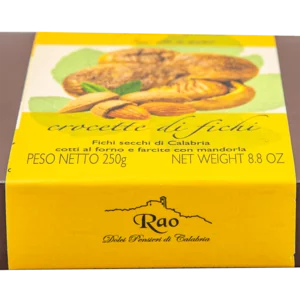 crocette di fichi
Fichi secchi di Calabria
cotti al forno e farcite con mandorla
PESO NETTO 250g NET WEIGHT 8.8 OZ
Rao
Dolci Pensieri di Calabria